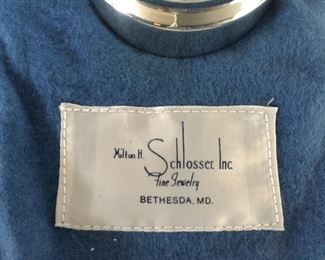 Milton H. Schlosser, Inc.
Fine Jewelry
BETHESDA, MD.